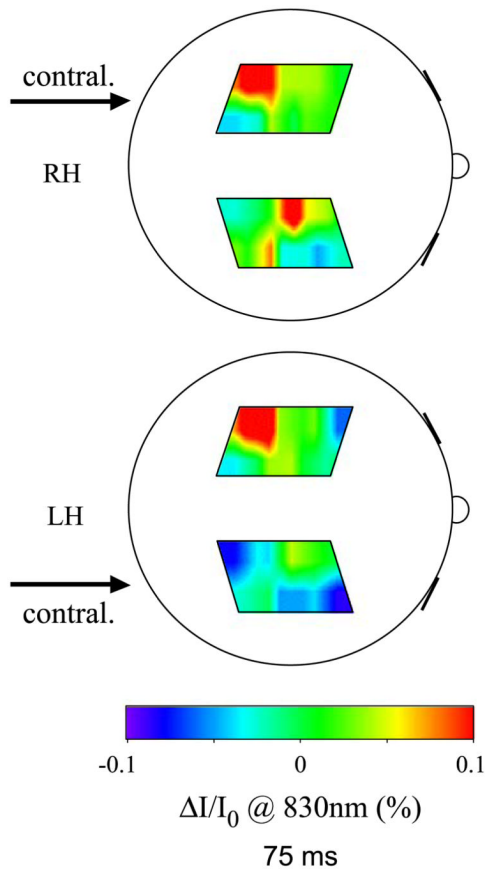 contral.
RH
LH
contral.
-0.1 0 0.1
ΔI/I₀ @ 830nm (%)
75 ms